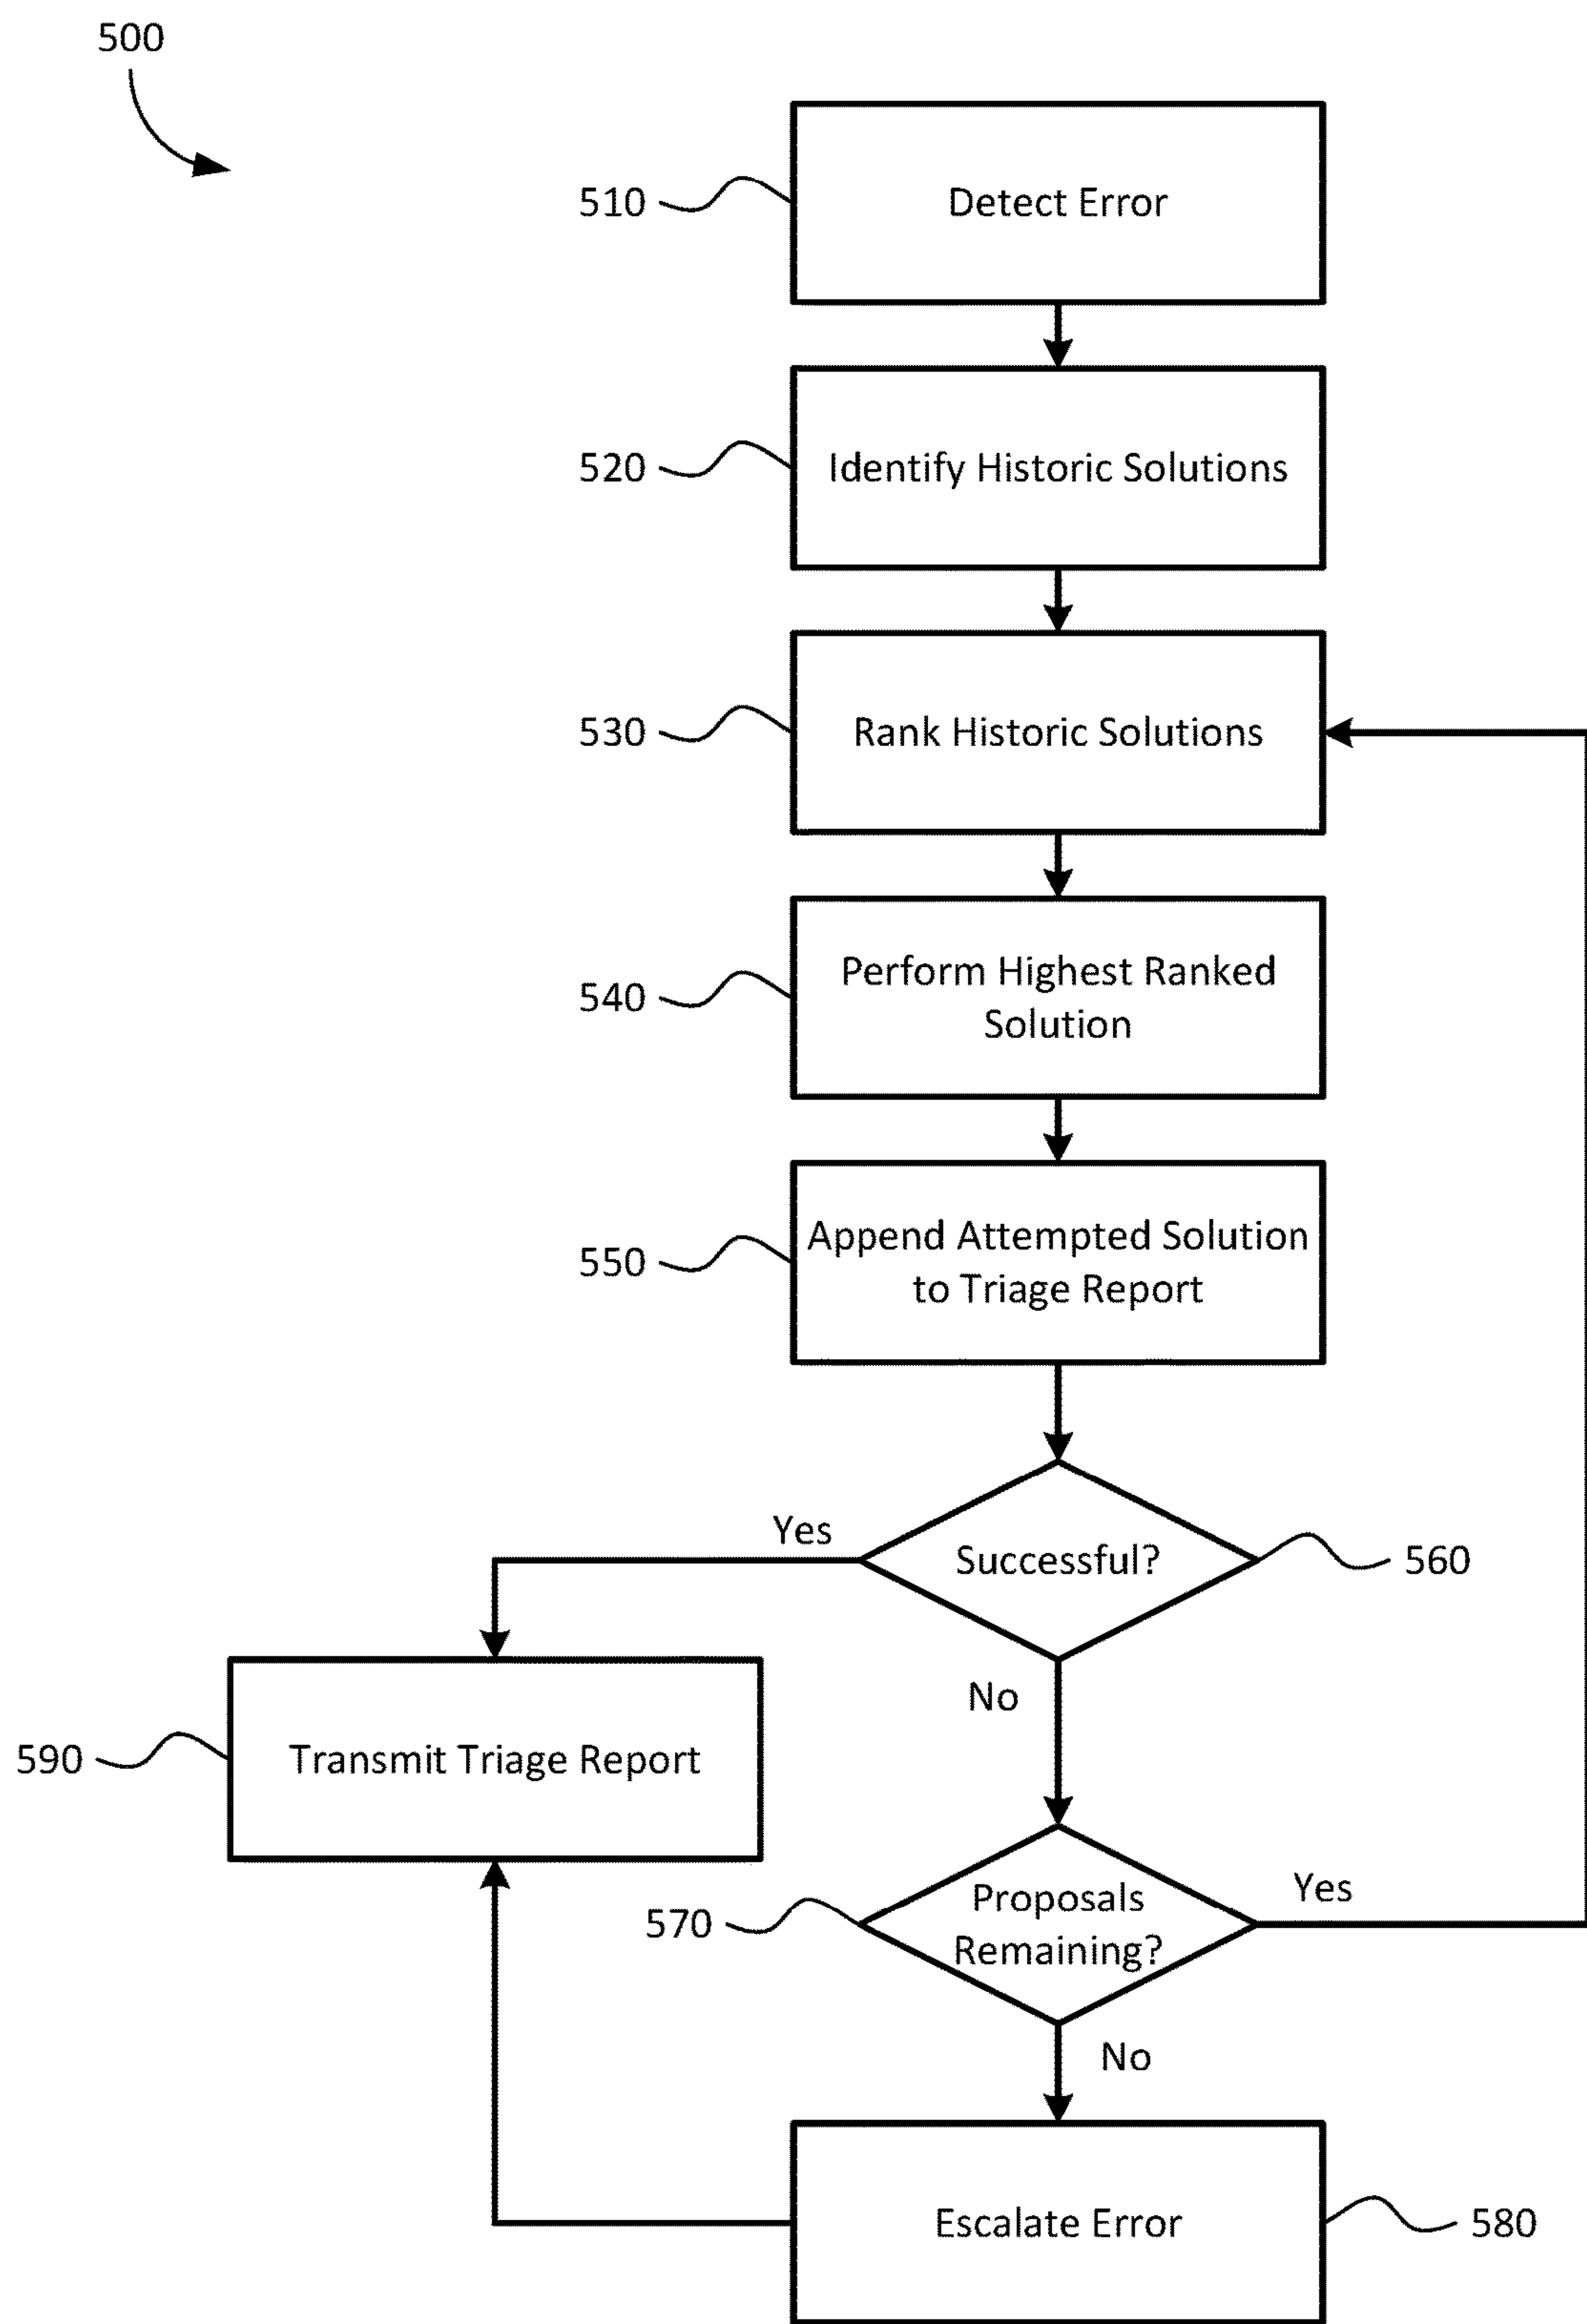 500
510
Detect Error
520
Identify Historic Solutions
530
Rank Historic Solutions
540
Perform Highest Ranked
Solution
550
Append Attempted Solution
to Triage Report
Yes
Successful?
560
No
590
Transmit Triage Report
570
Proposals
Remaining?
Yes
No
Escalate Error
580